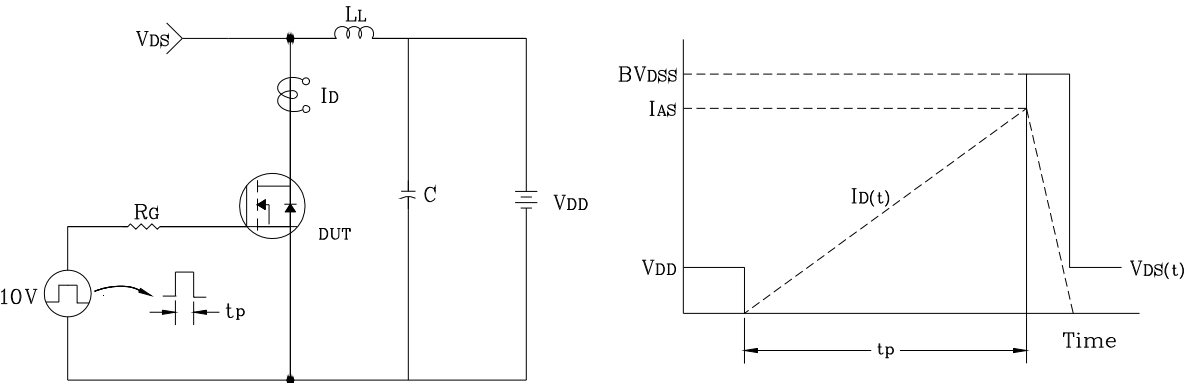 VDS
LL
ID
C
VDD
RG
DUT
10V
tp
BVDSS
IAS
ID(t)
VDD
VDS(t)
Time
tp